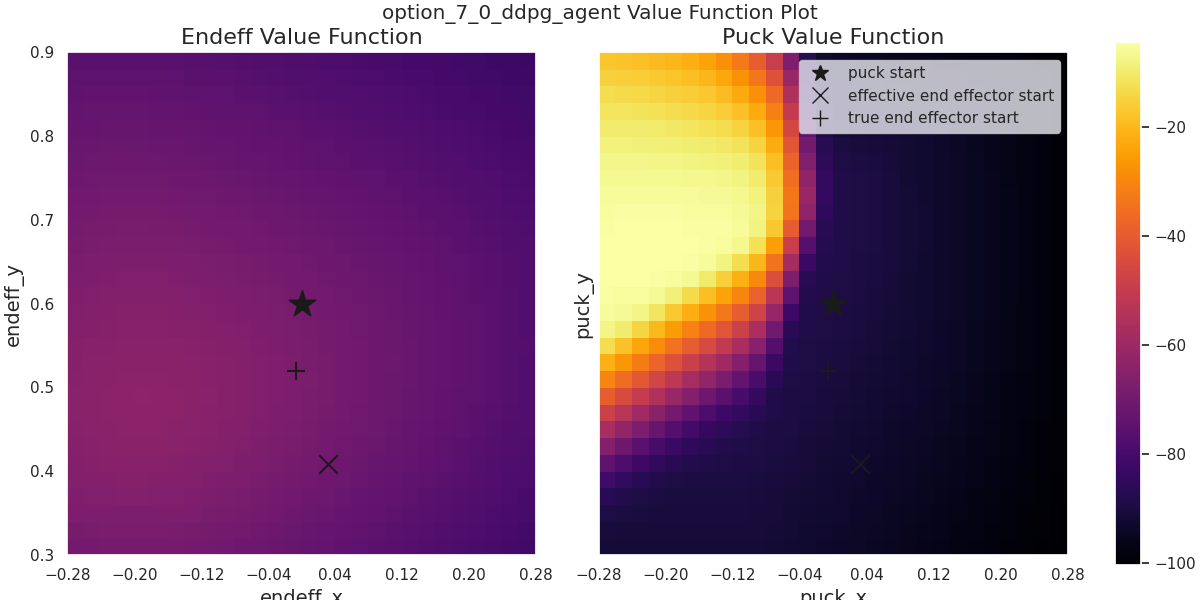 option_7_0_ddpg_agent Value Function Plot
Endeff Value Function
Puck Value Function
puck start
effective end effector start
true end effector start
0.9
0.8
0.7
0.6
0.5
0.4
0.3
endeff_y
−0.28 −0.20 −0.12 −0.04 0.04 0.12 0.20 0.28
endeff_x
puck_y
−0.28 −0.20 −0.12 −0.04 0.04 0.12 0.20 0.28
puck_x
−20
−40
−60
−80
−100